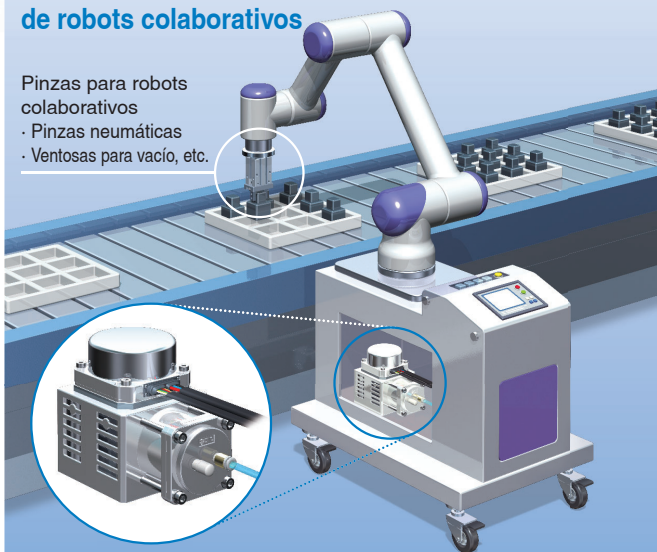 de robots colaborativos
Pinzas para robots
colaborativos
· Pinzas neumáticas
· Ventosas para vacío, etc.